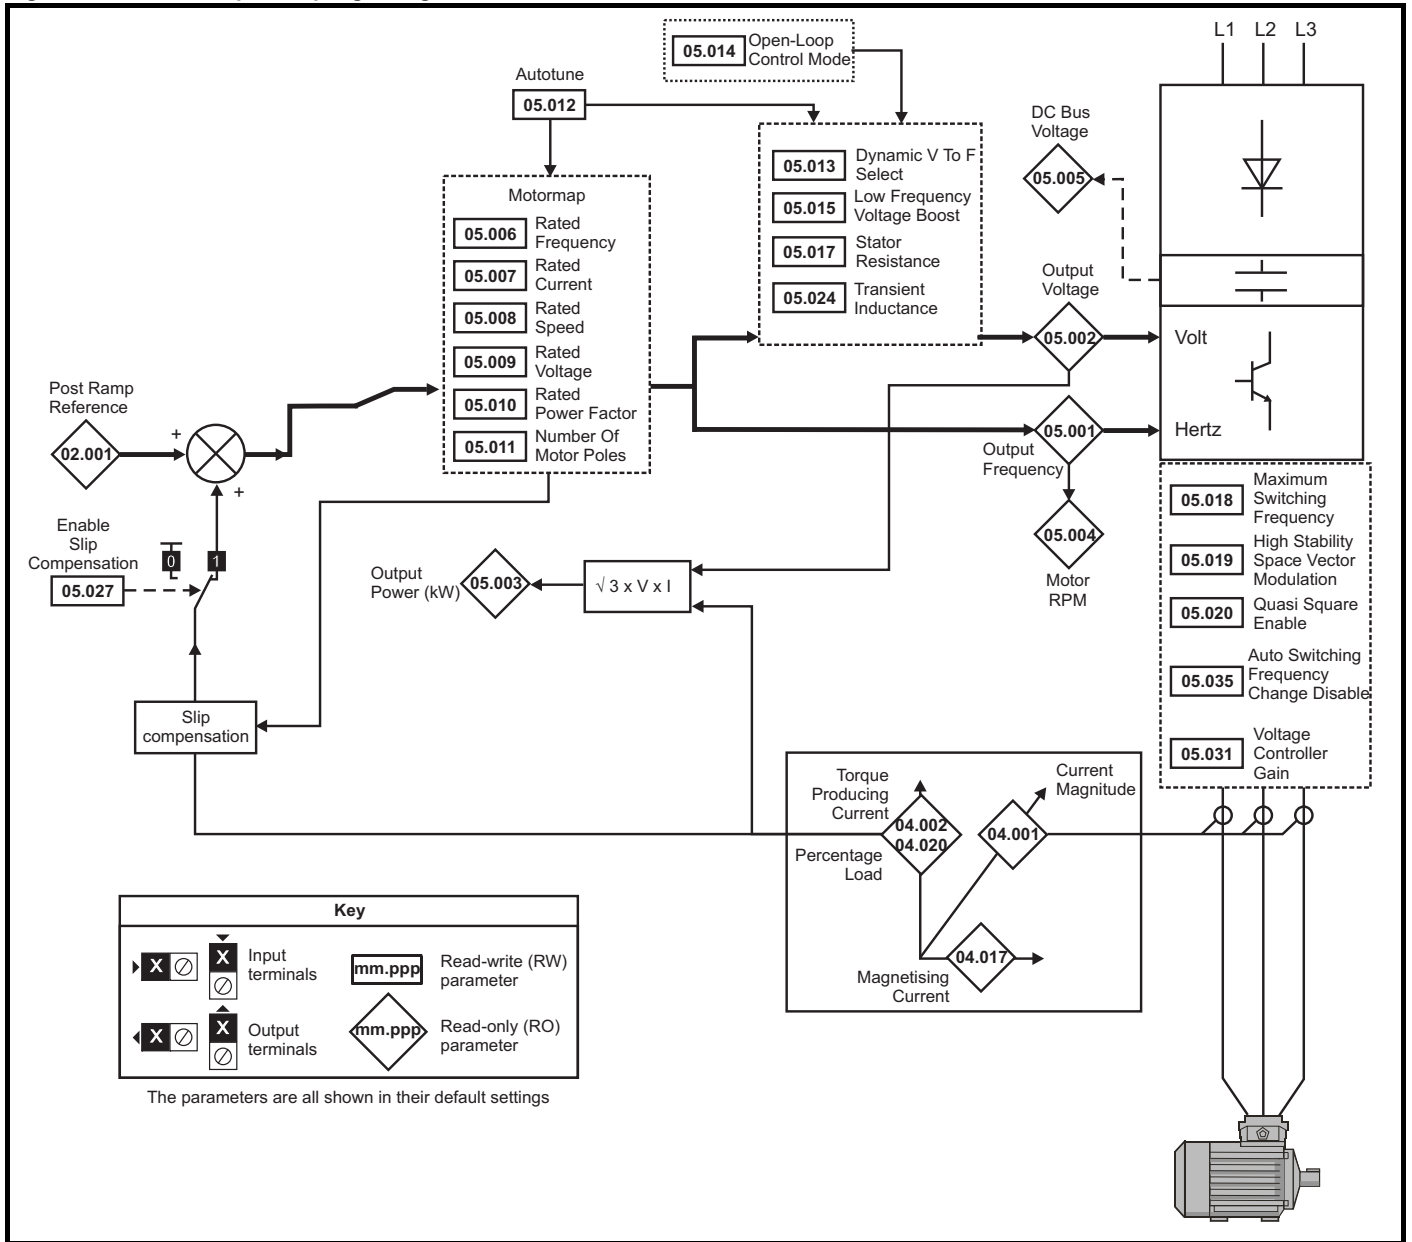 05.014
Open-Loop
Control Mode
L1 L2 L3
Autotune
05.012
DC Bus
Voltage
05.005
Motormap
05.006
Rated
Frequency
05.007
Rated
Current
05.008
Rated
Speed
05.009
Rated
Voltage
05.010
Rated
Power Factor
05.011
Number Of
Motor Poles
05.013
Dynamic V To F
Select
05.015
Low Frequency
Voltage Boost
05.017
Stator
Resistance
05.024
Transient
Inductance
Output
Voltage
05.002
Volt
Post Ramp
Reference
02.001
+
+
05.001
Output
Frequency
Hertz
05.004
Motor
RPM
Enable
Slip
Compensation
05.027
0
1
Output
Power (kW)
05.003
√ 3 x V x I
05.018
Maximum
Switching
Frequency
05.019
High Stability
Space Vector
Modulation
05.020
Quasi Square
Enable
05.035
Auto Switching
Frequency
Change Disable
05.031
Voltage
Controller
Gain
Slip
compensation
Torque
Producing
Current
04.002
04.020
Percentage
Load
Current
Magnitude
04.001
04.017
Magnetising
Current
Key
X
X
Input
terminals
mm.ppp
Read-write (RW)
parameter
X
X
Output
terminals
mm.ppp
Read-only (RO)
parameter
The parameters are all shown in their default settings